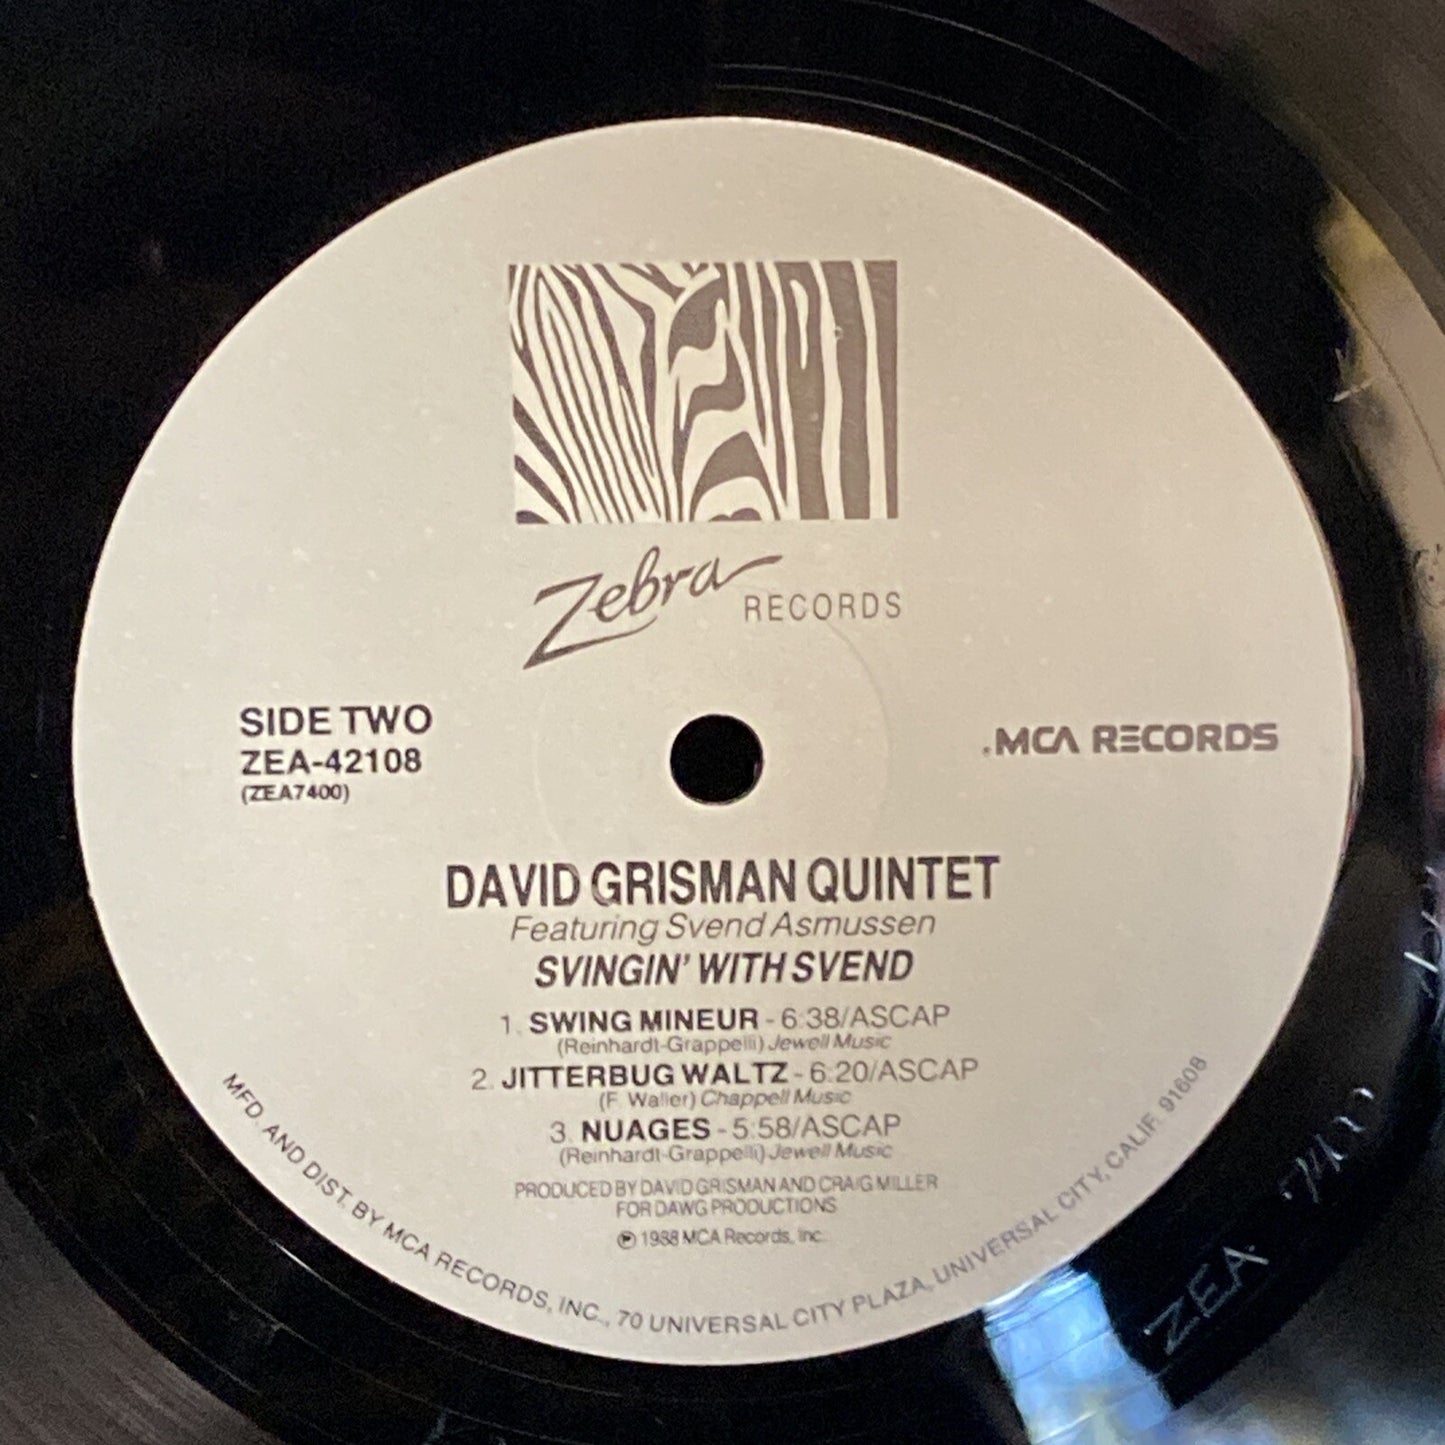 Zebra RECORDS
SIDE TWO
ZEA-42108
(ZEA7400)
.MCA RECORDS
DAVID GRISMAN QUINTET
Featuring Svend Asmussen
SVINGIN' WITH SVEND
1. SWING MINEUR - 6:38/ASCAP
(Reinhardt-Grappelli) Jewell Music
2. JITTERBUG WALTZ - 6:20/ASCAP
(F. Waller) Chappell Music
3. NUAGES - 5:58/ASCAP
(Reinhardt-Grappelli) Jewell Music
PRODUCED BY DAVID GRISMAN AND CRAIG MILLER
FOR DAWG PRODUCTIONS
℗ 1988 MCA Records, Inc.
MFD. AND DIST. BY MCA RECORDS, INC., 70 UNIVERSAL CITY PLAZA, UNIVERSAL CITY, CALIF. 91608
ZEA